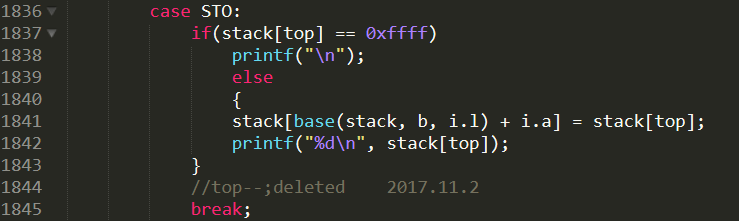 1836 case STO:
1837 if(stack[top] == 0xffff)
1838 printf("\n");
1839 else
1840 {
1841 stack[base(stack, b, i.l) + i.a] = stack[top];
1842 printf("%d\n", stack[top]);
1843 }
1844 //top--;deleted 2017.11.2
1845 break;